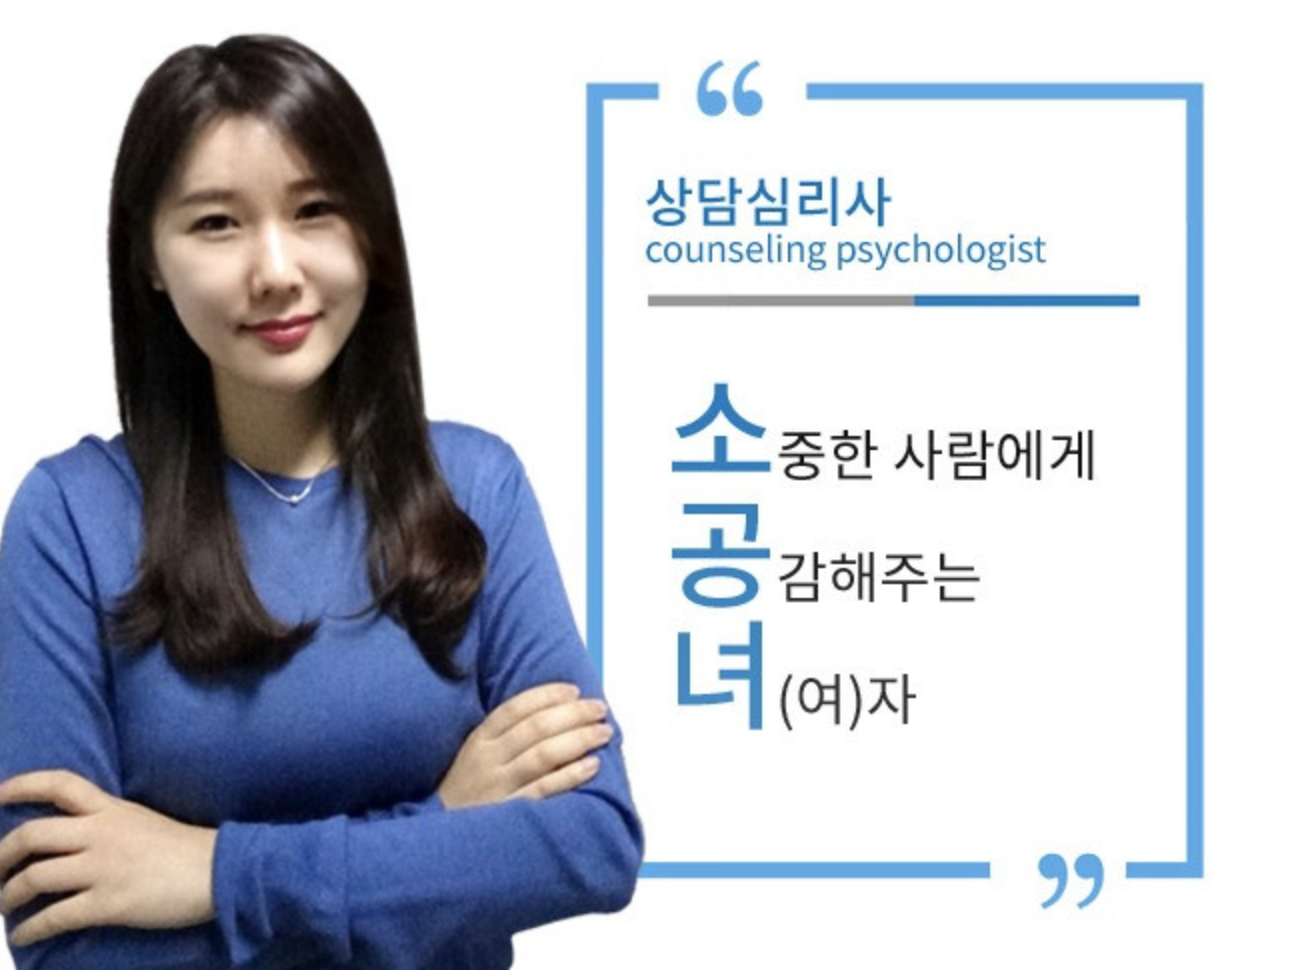 “
상담심리사
counseling psychologist
소중한 사람에게
공감해주는
녀(여)자
”